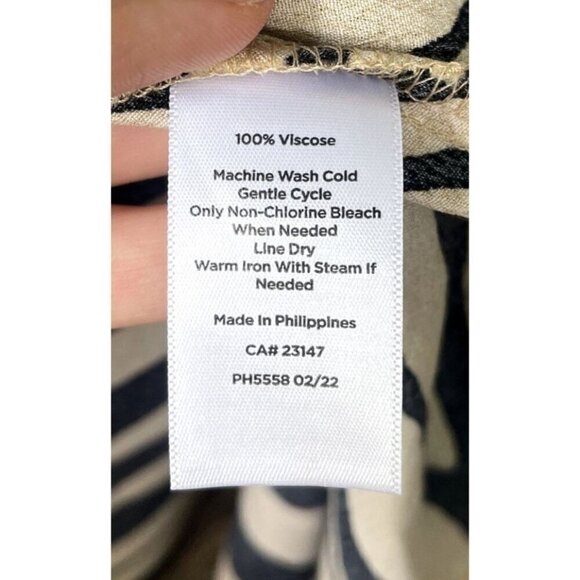 100% Viscose
Machine Wash Cold
Gentle Cycle
Only Non-Chlorine Bleach
When Needed
Line Dry
Warm Iron With Steam If
Needed
Made In Philippines
CA# 23147
PH5558 02/22